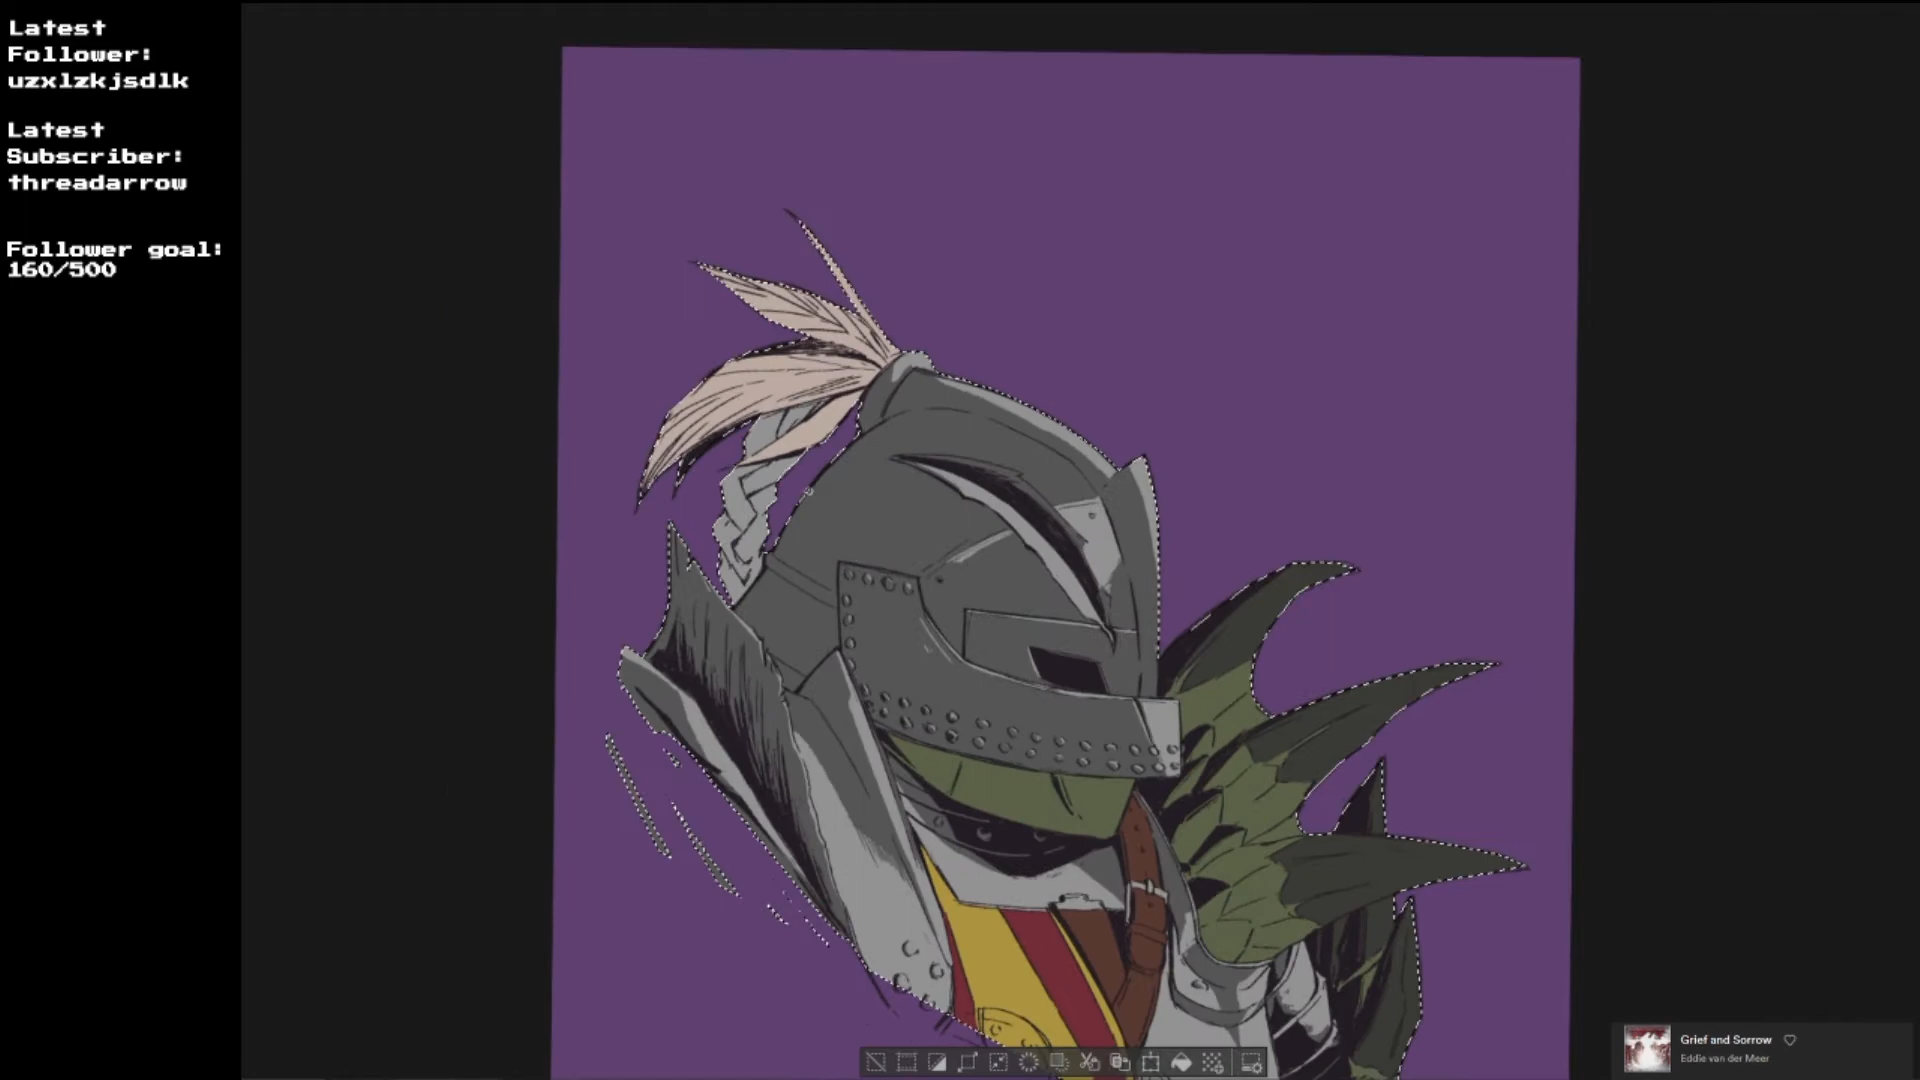 Latest
Follower:
uzxlzkjsdlk
Latest
Subscriber:
threadarrow
Follower goal:
160/500
Grief and Sorrow
Eddie van der Meer